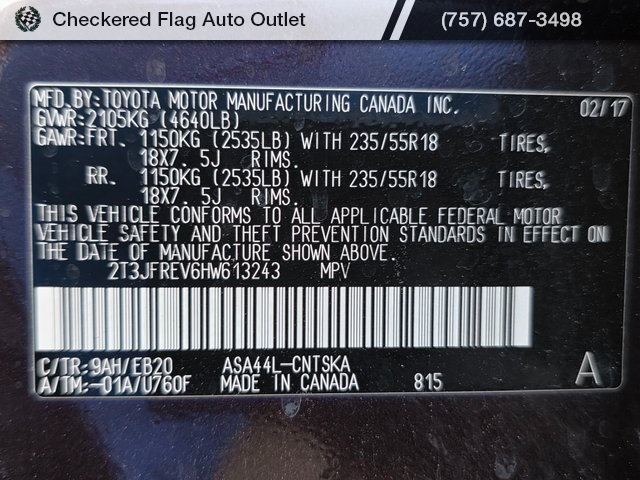 Checkered Flag Auto Outlet (757) 687-3498
MFD.BY:TOYOTA MOTOR MANUFACTURING CANADA INC. 02/17
GVWR:2105KG (4640LB)
GAWR:FRT. 1150KG (2535LB) WITH 235/55R18 TIRES,
18X7. 5J RIMS.
RR. 1150KG (2535LB) WITH 235/55R18 TIRES,
18X7. 5J RIMS.
THIS VEHICLE CONFORMS TO ALL APPLICABLE FEDERAL MOTOR
VEHICLE SAFETY AND THEFT PREVENTION STANDARDS IN EFFECT ON
THE DATE OF MANUFACTURE SHOWN ABOVE.
2T3JFREV6HW613243 MPV
C/TR:9AH/EB20 ASA44L-CNTSKA
A/TM:-01A/U760F MADE IN CANADA 815 A